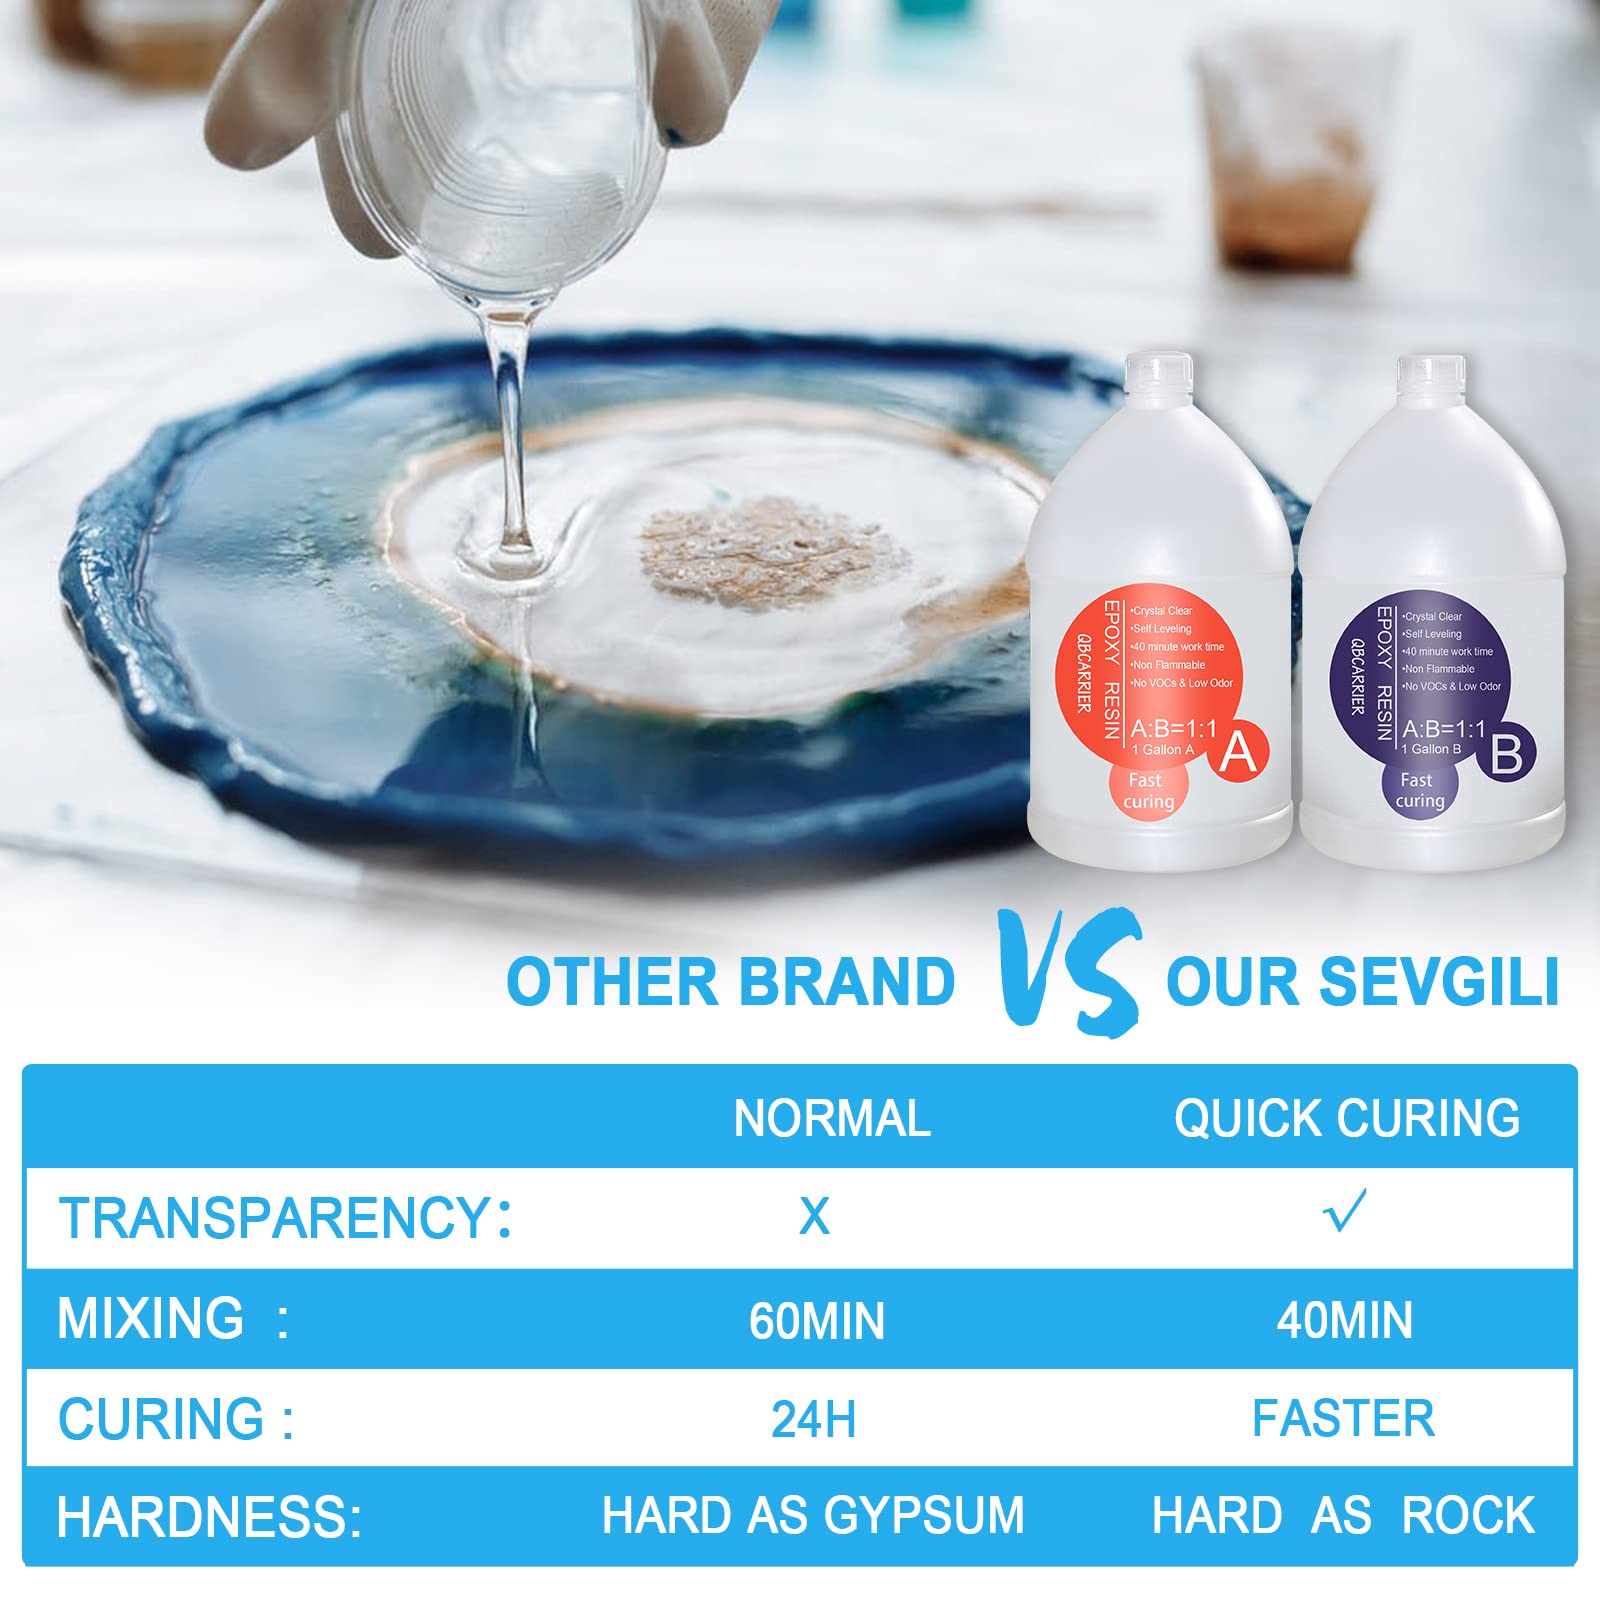 EPOXY RESIN
QBCARRIER
•Crystal Clear
•Self Leveling
•40 minute work time
•Non Flammable
•No VOCs & Low Odor
A:B=1:1
1 Gallon A
A
Fast
curing
EPOXY RESIN
QBCARRIER
•Crystal Clear
•Self Leveling
•40 minute work time
•Non Flammable
•No VOCs & Low Odor
A:B=1:1
1 Gallon B
B
Fast
curing
OTHER BRAND VS OUR SEVGILI
NORMAL QUICK CURING
TRANSPARENCY: X √
MIXING : 60MIN 40MIN
CURING : 24H FASTER
HARDNESS: HARD AS GYPSUM HARD AS ROCK